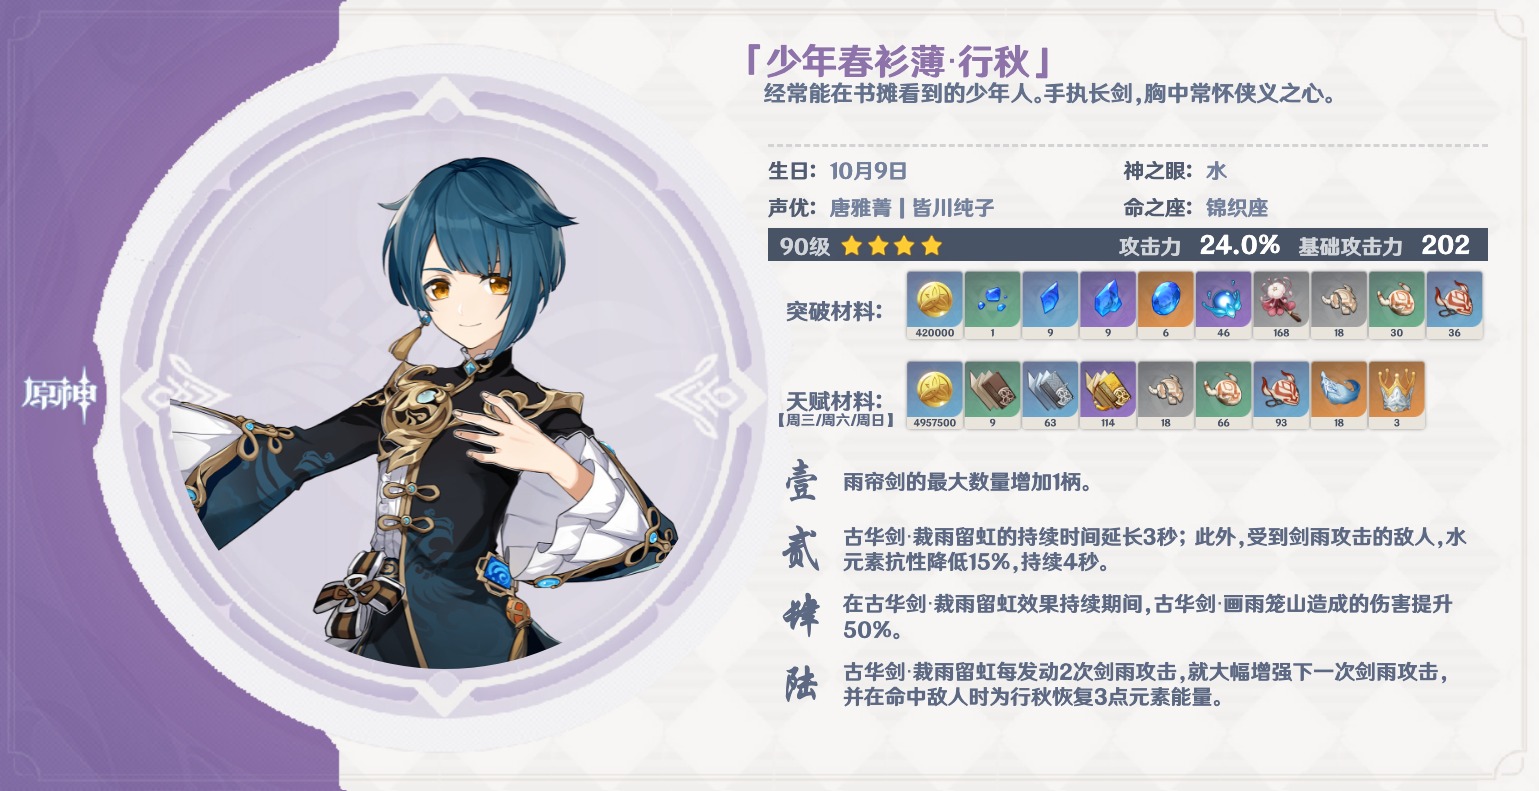 「少年春衫薄·行秋」
经常能在书摊看到的少年人。手执长剑,胸中常怀侠义之心。
生日: 10月9日 神之眼: 水
声优: 唐雅菁 | 皆川纯子 命之座: 锦织座
90级 攻击力 24.0% 基础攻击力 202
突破材料:
420000 1 9 9 6 46 168 18 30 36
天赋材料:
【周三/周六/周日】
4957500 9 63 114 18 66 93 18 3
原神
壹 雨帘剑的最大数量增加1柄。
贰 古华剑·裁雨留虹的持续时间延长3秒; 此外,受到剑雨攻击的敌人,水
元素抗性降低15%,持续4秒。
肆 在古华剑·裁雨留虹效果持续期间,古华剑·画雨笼山造成的伤害提升
50%。
陆 古华剑·裁雨留虹每发动2次剑雨攻击,就大幅增强下一次剑雨攻击,
并在命中敌人时为行秋恢复3点元素能量。